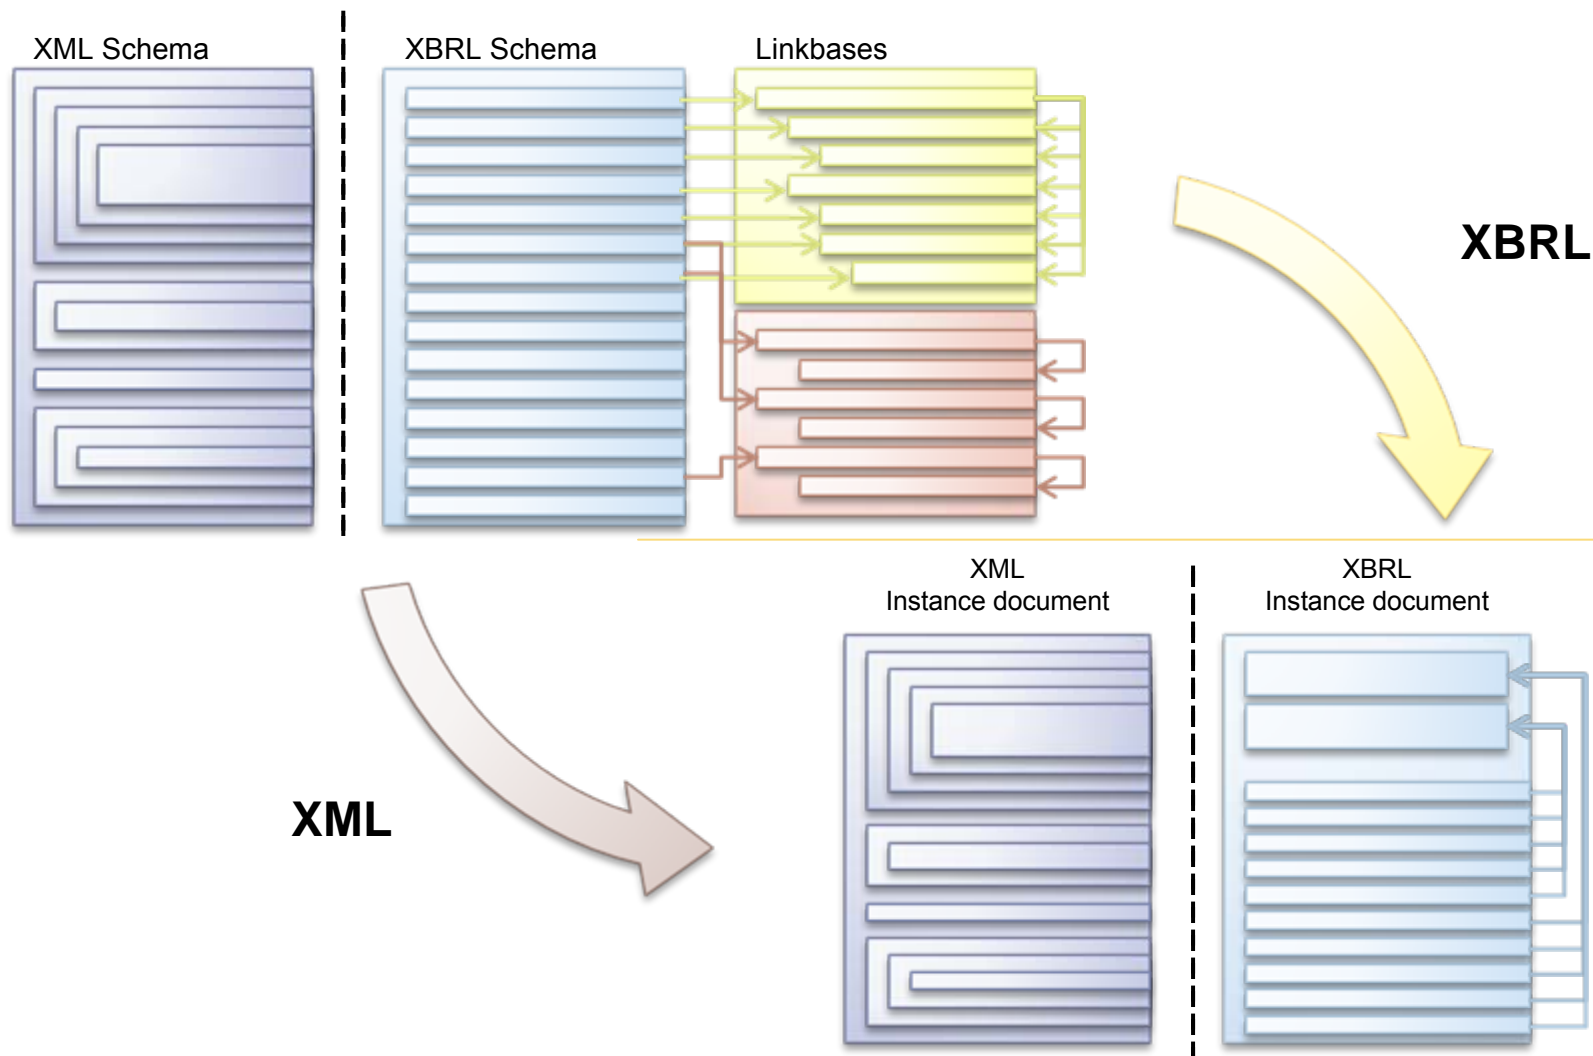 XML Schema
XBRL Schema
Linkbases
XBRL
XML
Instance document
XBRL
Instance document
XML